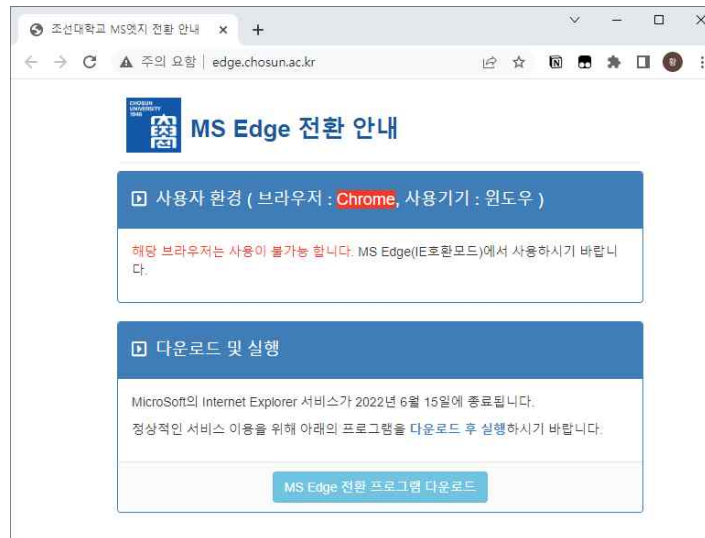 조선대학교 MS엣지 전환 안내
주의 요함 edge.chosun.ac.kr
CHOSUN
UNIVERSITY
1946
MS Edge 전환 안내
사용자 환경 ( 브라우저 : Chrome, 사용기기 : 윈도우 )
해당 브라우저는 사용이 불가능 합니다. MS Edge(IE호환모드)에서 사용하시기 바랍니
다.
다운로드 및 실행
MicroSoft의 Internet Explorer 서비스가 2022년 6월 15일에 종료됩니다.
정상적인 서비스 이용을 위해 아래의 프로그램을 다운로드 후 실행하시기 바랍니다.
MS Edge 전환 프로그램 다운로드